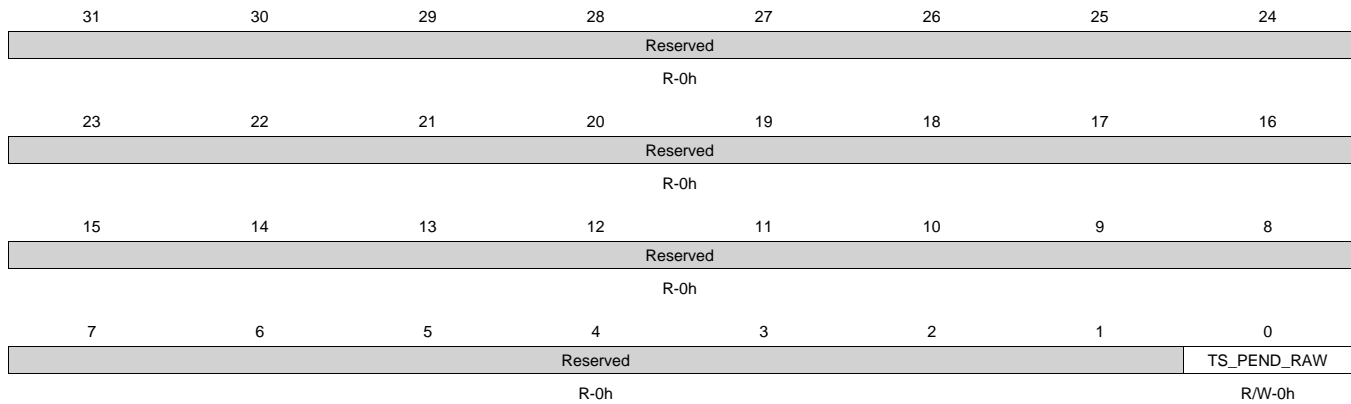 31 30 29 28 27 26 25 24
Reserved
R-0h
23 22 21 20 19 18 17 16
Reserved
R-0h
15 14 13 12 11 10 9 8
Reserved
R-0h
7 6 5 4 3 2 1 0
Reserved TS_PEND_RAW
R-0h R/W-0h